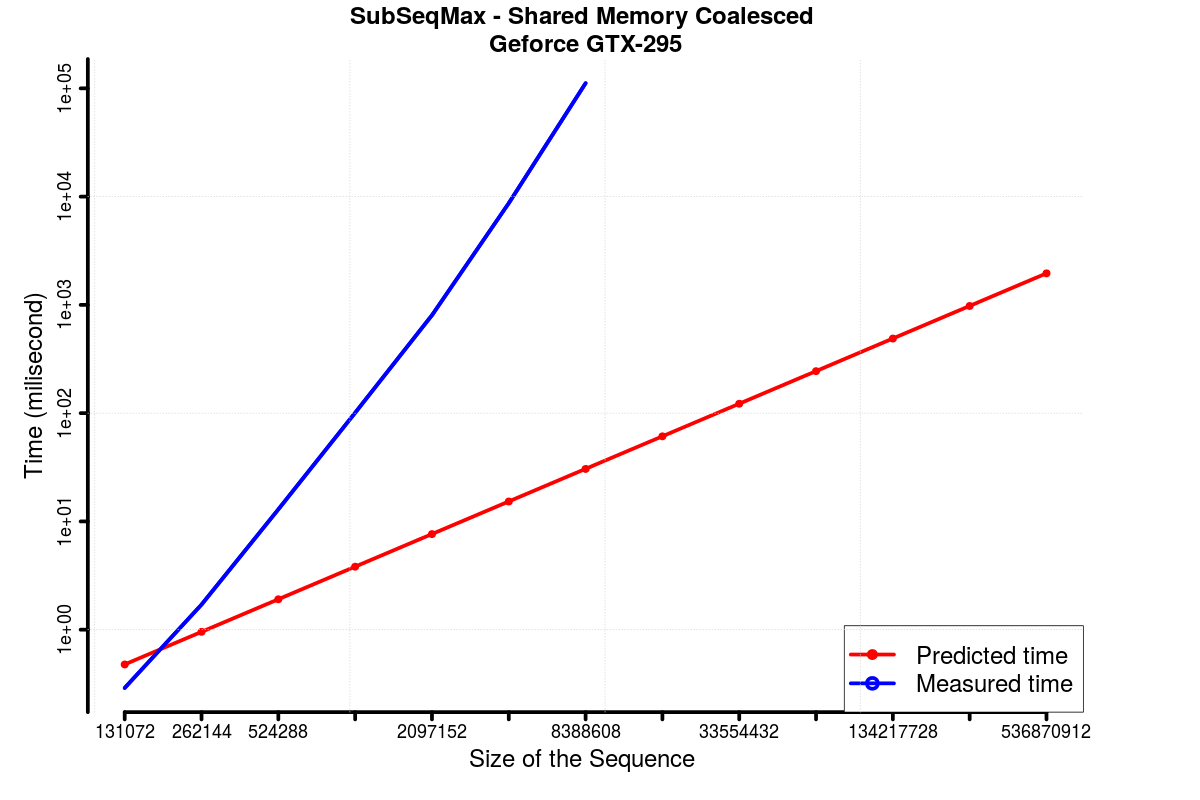 SubSeqMax - Shared Memory Coalesced
Geforce GTX-295
Time (milisecond)
1e+05
1e+04
1e+03
1e+02
1e+01
1e+00
Predicted time
Measured time
131072 262144 524288 2097152 8388608 33554432 134217728 536870912
Size of the Sequence